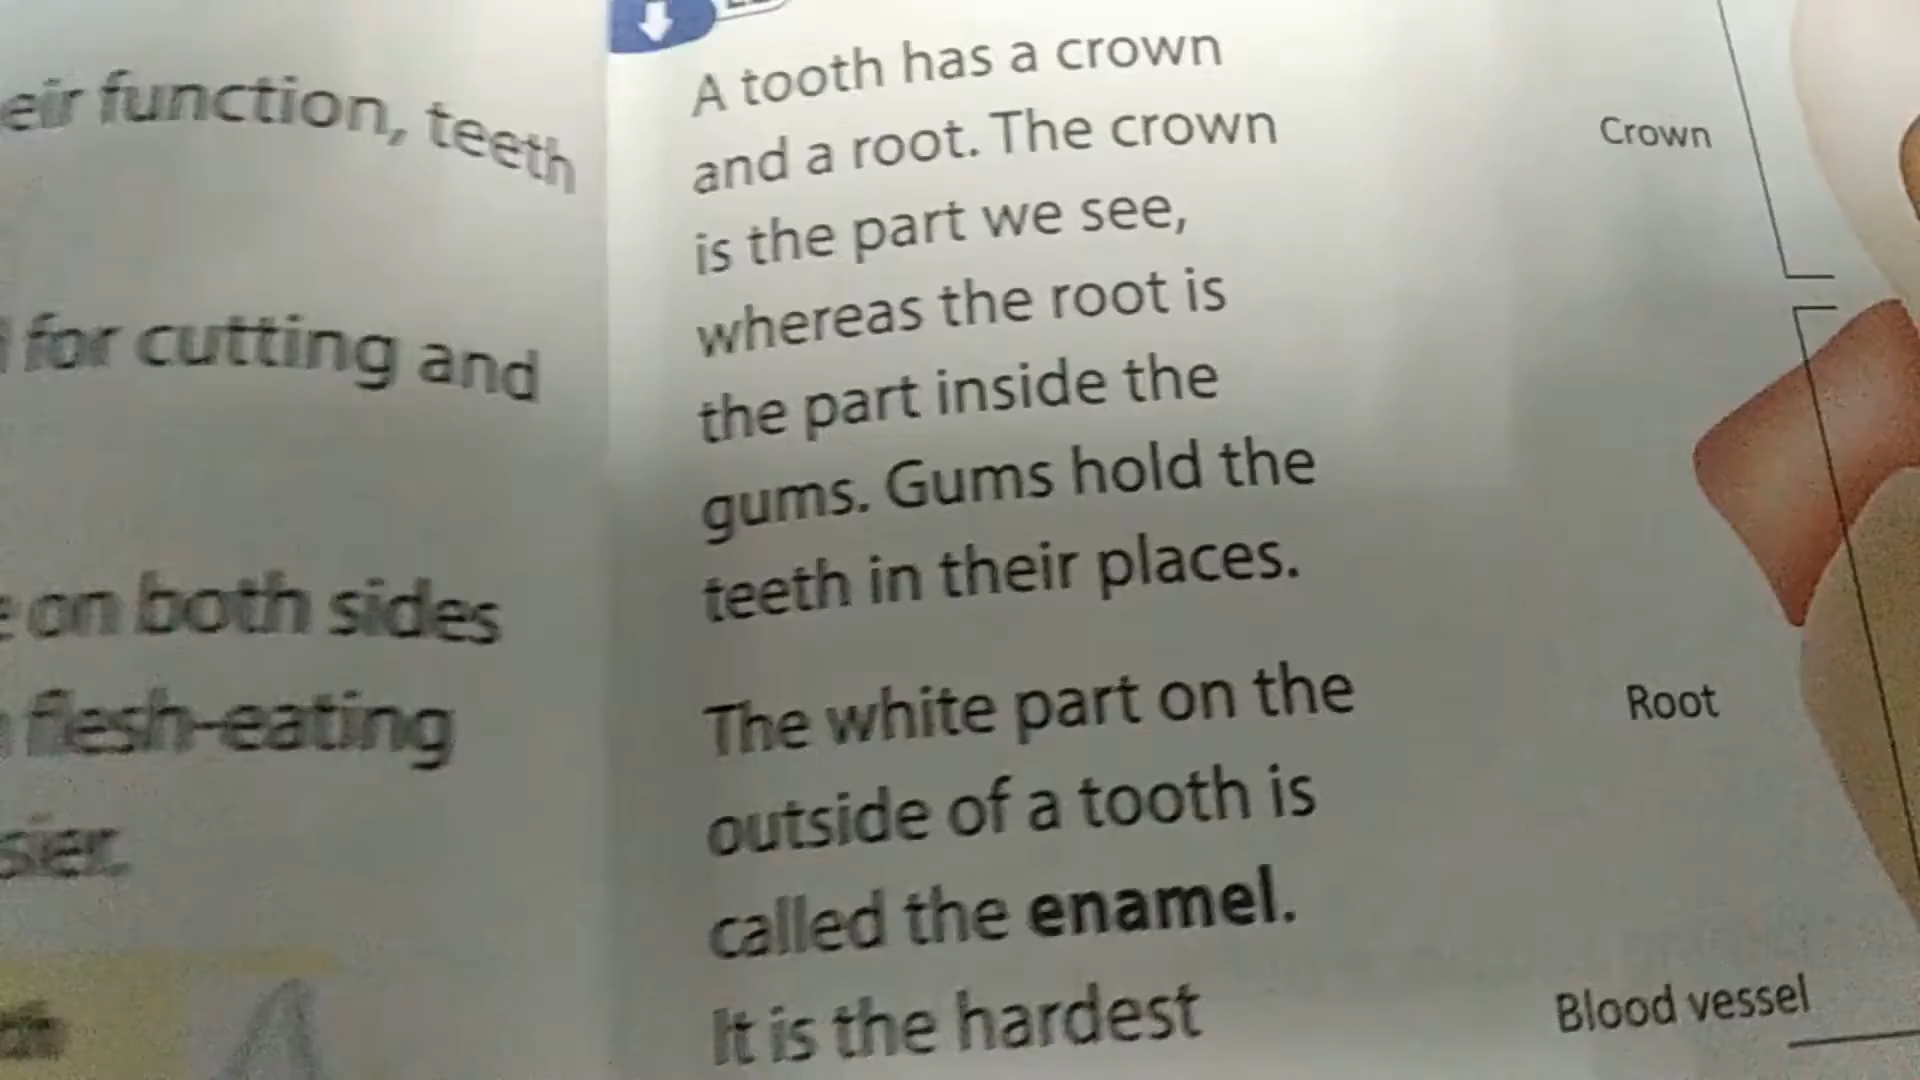 eir function, teeth
for cutting and
on both sides
flesh-eating
sier.
A tooth has a crown
and a root. The crown
is the part we see,
whereas the root is
the part inside the
gums. Gums hold the
teeth in their places.
The white part on the
outside of a tooth is
called the enamel.
It is the hardest
Crown
Root
Blood vessel